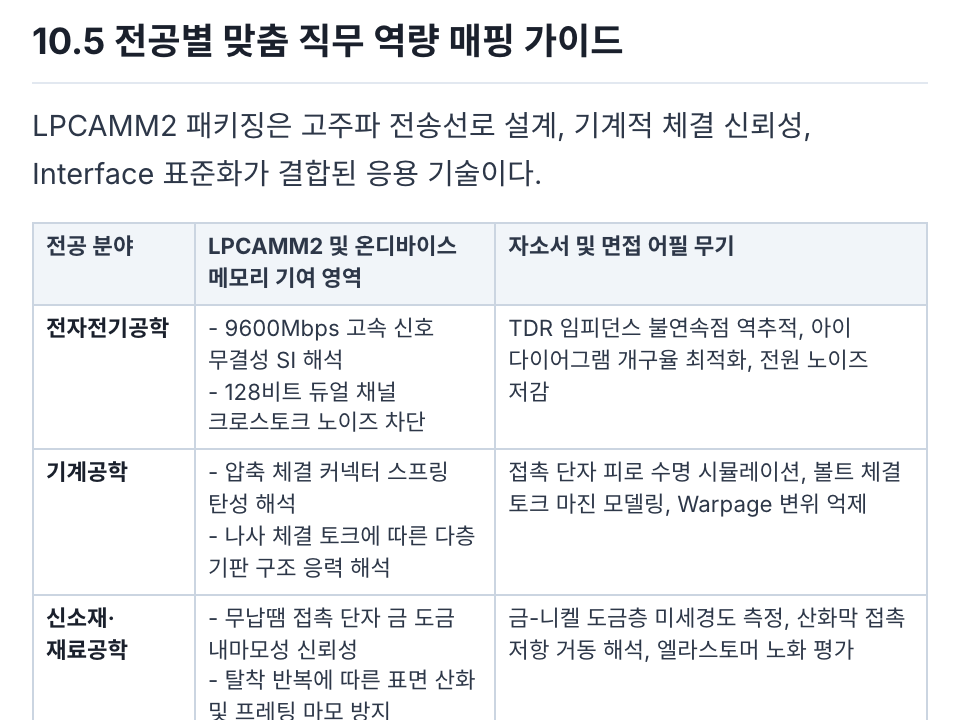 10.5 전공별 맞춤 직무 역량 매핑 가이드
LPCAMM2 패키징은 고주파 전송선로 설계, 기계적 체결 신뢰성,
Interface 표준화가 결합된 응용 기술이다.
전공 분야
LPCAMM2 및 온디바이스
메모리 기여 영역
자소서 및 면접 어필 무기
전자전기공학
- 9600Mbps 고속 신호
무결성 SI 해석
- 128비트 듀얼 채널
크로스토크 노이즈 차단
TDR 임피던스 불연속점 역추적, 아이
다이어그램 개구율 최적화, 전원 노이즈
저감
기계공학
- 압축 체결 커넥터 스프링
탄성 해석
- 나사 체결 토크에 따른 다층
기판 구조 응력 해석
접촉 단자 피로 수명 시뮬레이션, 볼트 체결
토크 마진 모델링, Warpage 변위 억제
신소재·
재료공학
- 무납땜 접촉 단자 금 도금
내마모성 신뢰성
- 탈착 반복에 따른 표면 산화
및 프레팅 마모 방지
금-니켈 도금층 미세경도 측정, 산화막 접촉
저항 거동 해석, 엘라스토머 노화 평가